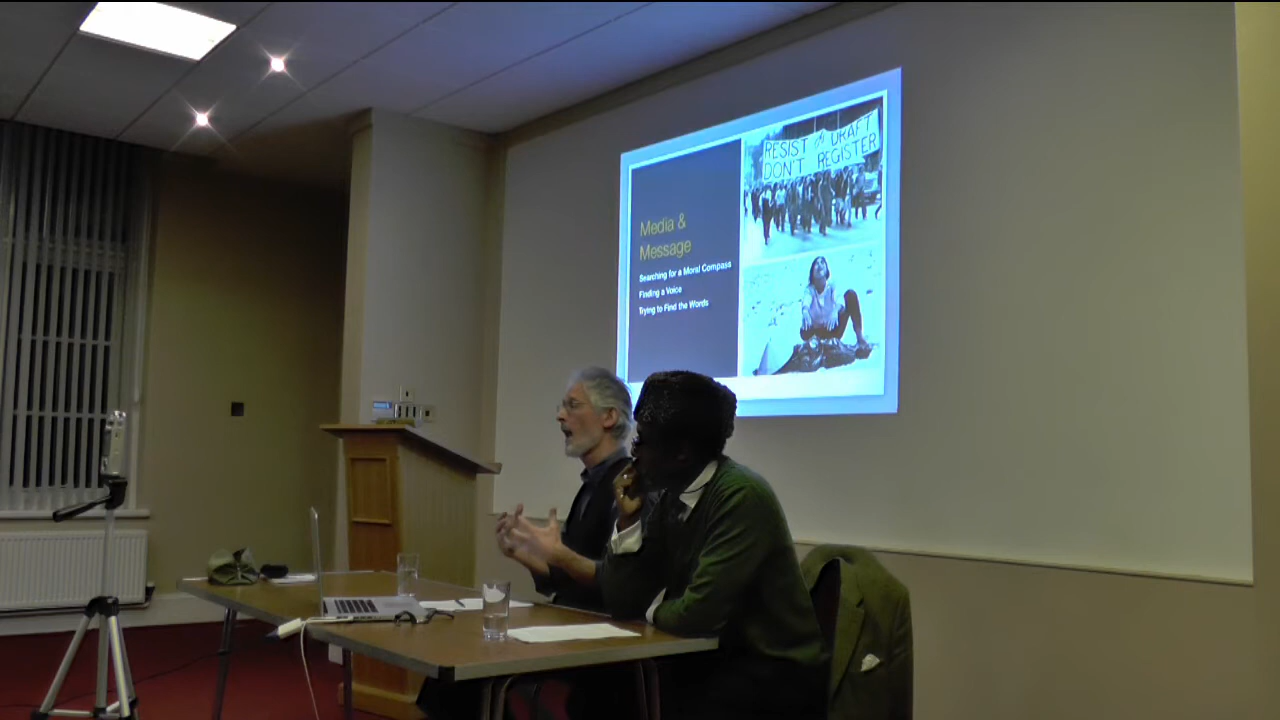 Media &
Message
Searching for a Moral Compass
Finding a Voice
Trying to Find the Words
RESIST DRAFT
DON'T REGISTER